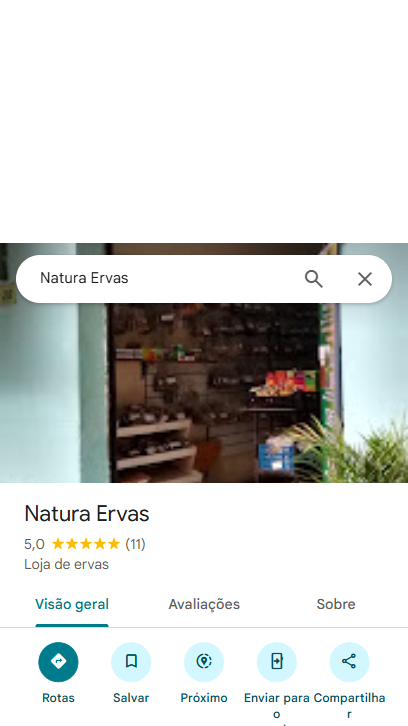 Natura Ervas
Natura Ervas
5,0 (11)
Loja de ervas
Visão geral Avaliações Sobre
Rotas Salvar Próximo Enviar para o Compartilhar